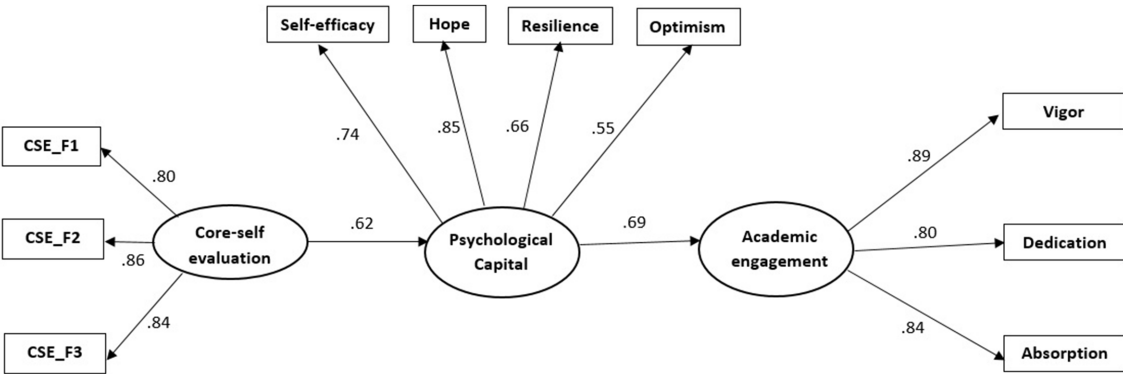 Self-efficacy
Hope
Resilience
Optimism
Vigor
.74
.85
.66
.55
CSE_F1
.89
.80
Core-self
evaluation
.62
Psychological
Capital
.69
Academic
engagement
.80
Dedication
CSE_F2
.86
.84
.84
CSE_F3
Absorption